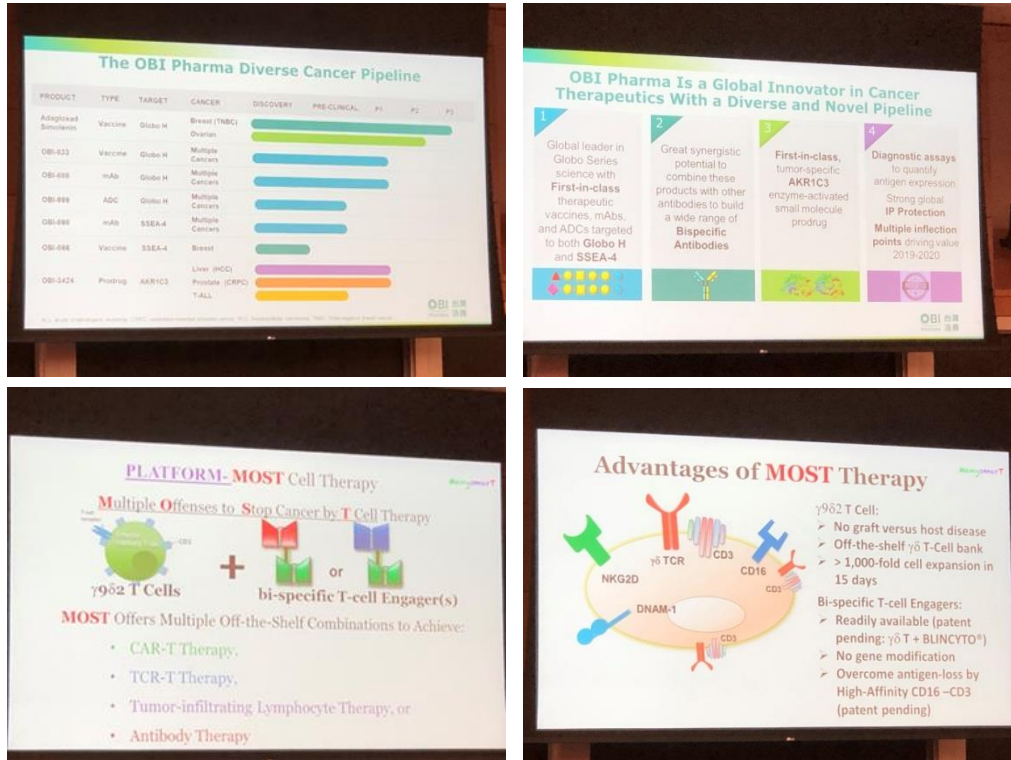 The OBI Pharma Diverse Cancer Pipeline
PRODUCT TYPE TARGET CANCER DISCOVERY PRE-CLINICAL P1 P2 P3
Adagloxad Simolenin Vaccine Globo H Breast (TNBC)
Ovarian
OBI-833 Vaccine Globo H Multiple Cancers
mAb Globo H Multiple Cancers
ADC Globo H Multiple Cancers
mAb SSEA-4 Multiple Cancers
Vaccine SSEA-4 Breast
OBI-3424 Prodrug AKR1C3 Liver (HCC)
Prostate (CRPC)
T-ALL
OBI
OBI Pharma Is a Global Innovator in Cancer
Therapeutics With a Diverse and Novel Pipeline
1
Global leader in
Globo Series
science with
First-in-class
therapeutic
vaccines, mAbs,
and ADCs targeted
to both Globo H
and SSEA-4
2
Great synergistic
potential to
combine these
products with other
antibodies to build
a wide range of
Bispecific
Antibodies
3
First-in-class,
tumor-specific
AKR1C3
enzyme-activated
small molecule
prodrug
4
Diagnostic assays
to quantify
antigen expression
Strong global
IP Protection
Multiple inflection
points driving value
2019-2020
OBI
PLATFORM- MOST Cell Therapy
Multiple Offenses to Stop Cancer by T Cell Therapy:
T-cell receptor
CD3
γ9δ2 T Cells
+
or
bi-specific T-cell Engager(s)
MOST Offers Multiple Off-the-Shelf Combinations to Achieve:
• CAR-T Therapy,
• TCR-T Therapy,
• Tumor-infiltrating Lymphocyte Therapy, or
• Antibody Therapy
Advantages of MOST Therapy
NKG2D
γδ TCR
CD3
CD16
CD3
DNAM-1
CD3
γ9δ2 T Cell:
➢ No graft versus host disease
➢ Off-the-shelf γδ T-Cell bank
➢ > 1,000-fold cell expansion in
15 days
Bi-specific T-cell Engagers:
➢ Readily available (patent
pending: γδ T + BLINCYTO®)
➢ No gene modification
➢ Overcome antigen-loss by
High-Affinity CD16 –CD3
(patent pending)